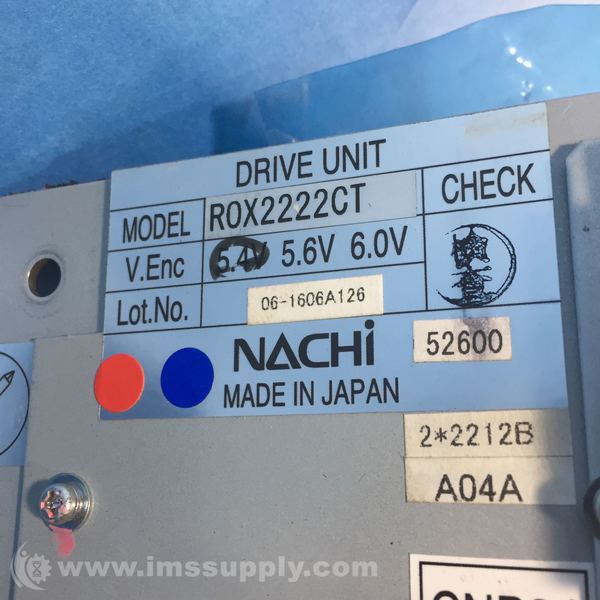 DRIVE UNIT
MODEL ROX2222CT CHECK
V.Enc 5.4V 5.6V 6.0V
Lot.No. 06-1606A126
NACHi 52600
MADE IN JAPAN
2*2212B
A04A
www.imssupply.com